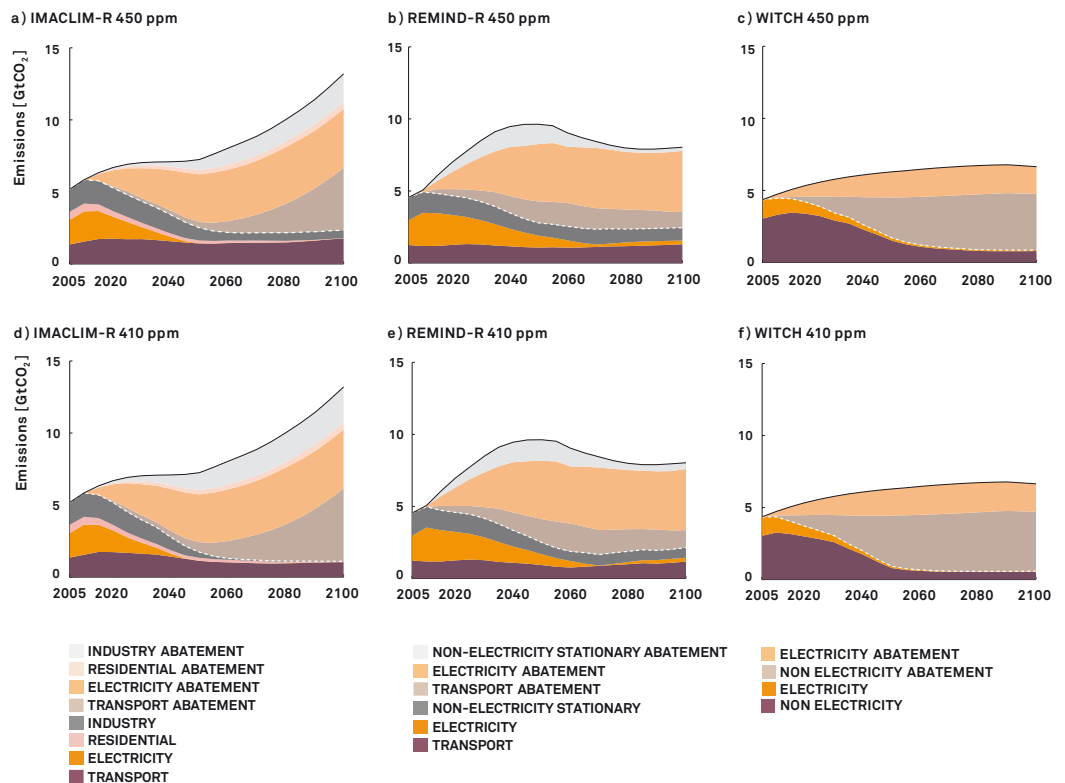 a) IMACLIM-R 450 ppm
b) REMIND-R 450 ppm
c) WITCH 450 ppm
Emissions [GtCO2]
15
10
5
0
2005 2020 2040 2060 2080 2100
15
10
5
0
2005 2020 2040 2060 2080 2100
15
10
5
0
2005 2020 2040 2060 2080 2100
d) IMACLIM-R 410 ppm
e) REMIND-R 410 ppm
f) WITCH 410 ppm
Emissions [GtCO2]
15
10
5
0
2005 2020 2040 2060 2080 2100
15
10
5
0
2005 2020 2040 2060 2080 2100
15
10
5
0
2005 2020 2040 2060 2080 2100
INDUSTRY ABATEMENT
RESIDENTIAL ABATEMENT
ELECTRICITY ABATEMENT
TRANSPORT ABATEMENT
INDUSTRY
RESIDENTIAL
ELECTRICITY
TRANSPORT
NON-ELECTRICITY STATIONARY ABATEMENT
ELECTRICITY ABATEMENT
TRANSPORT ABATEMENT
NON-ELECTRICITY STATIONARY
ELECTRICITY
TRANSPORT
ELECTRICITY ABATEMENT
NON ELECTRICITY ABATEMENT
ELECTRICITY
NON ELECTRICITY